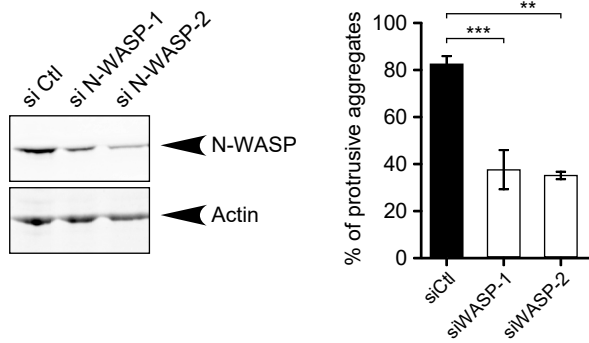 si Ctl
si N-WASP-1
si N-WASP-2
N-WASP
Actin
% of protrusive aggregates
100
80
60
40
20
0
**
***
siCtl
siWASP-1
siWASP-2